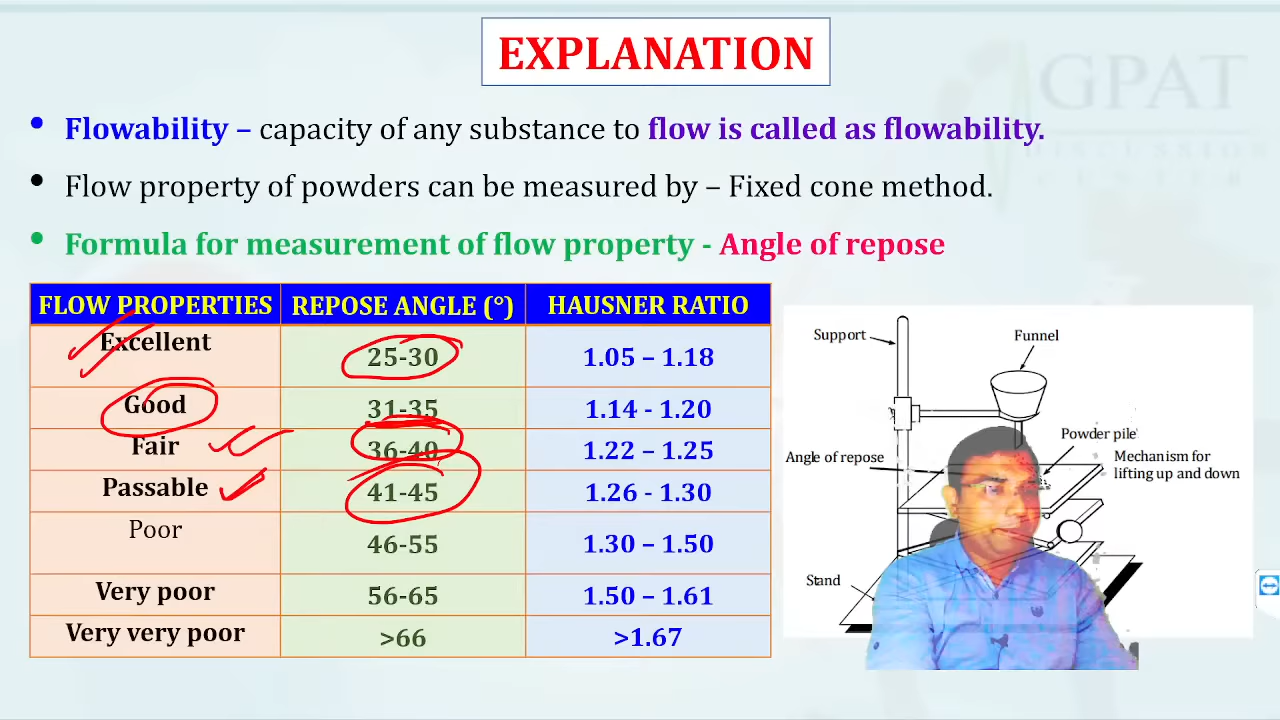 EXPLANATION
GPAT
DISCUSSION
CENTER
• Flowability – capacity of any substance to flow is called as flowability.
• Flow property of powders can be measured by – Fixed cone method.
• Formula for measurement of flow property - Angle of repose
FLOW PROPERTIES REPOSE ANGLE (°) HAUSNER RATIO
Excellent 25-30 1.05 – 1.18
Good 31-35 1.14 - 1.20
Fair 36-40 1.22 – 1.25
Passable 41-45 1.26 - 1.30
Poor 46-55 1.30 – 1.50
Very poor 56-65 1.50 – 1.61
Very very poor >66 >1.67
Support
Funnel
Powder pile
Angle of repose
Mechanism for
lifting up and down
Stand